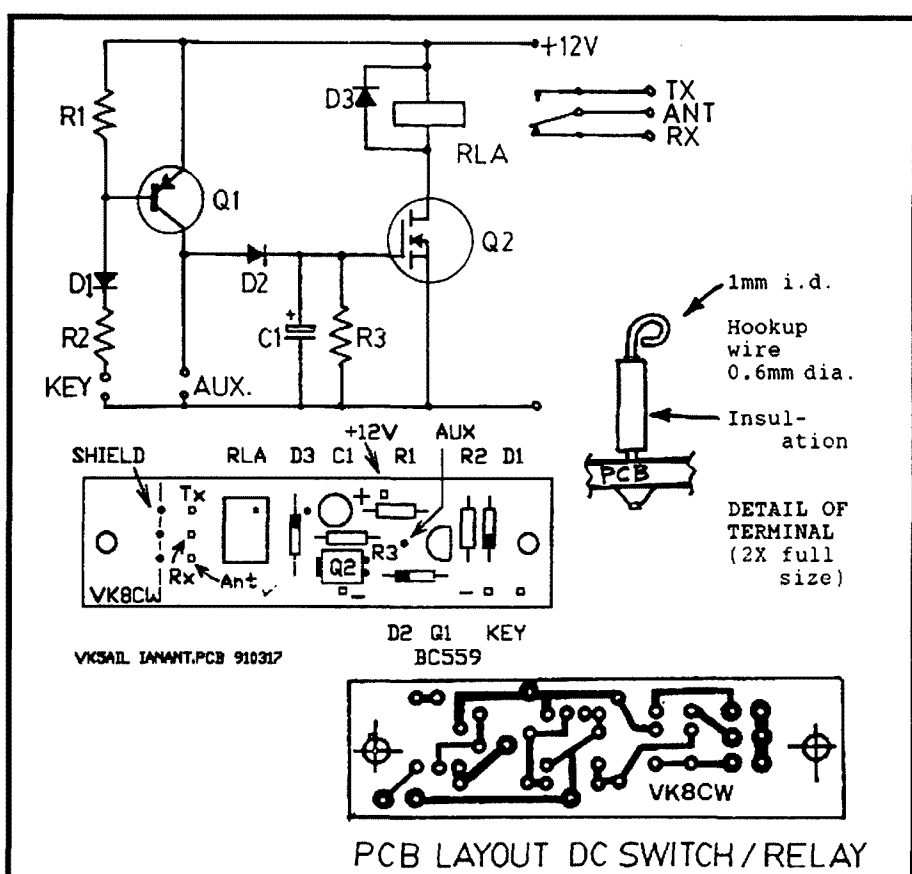 +12V
TX
ANT
RX
R1
D3
RLA
Q1
Q2
D1
D2
C1
+
R3
R2
KEY
AUX.
1mm i.d.
Hookup
wire
0.6mm dia.
Insul-
ation
PCB
DETAIL OF
TERMINAL
(2X full
size)
+12V AUX
SHIELD RLA D3 C1 R1 R2 D1
Tx
+
R3
Q2
Rx
Ant
VK8CW
-
-
D2 Q1 KEY
BC559
VK5AIL IANANT.PCB 910317
VK8CW
PCB LAYOUT DC SWITCH / RELAY